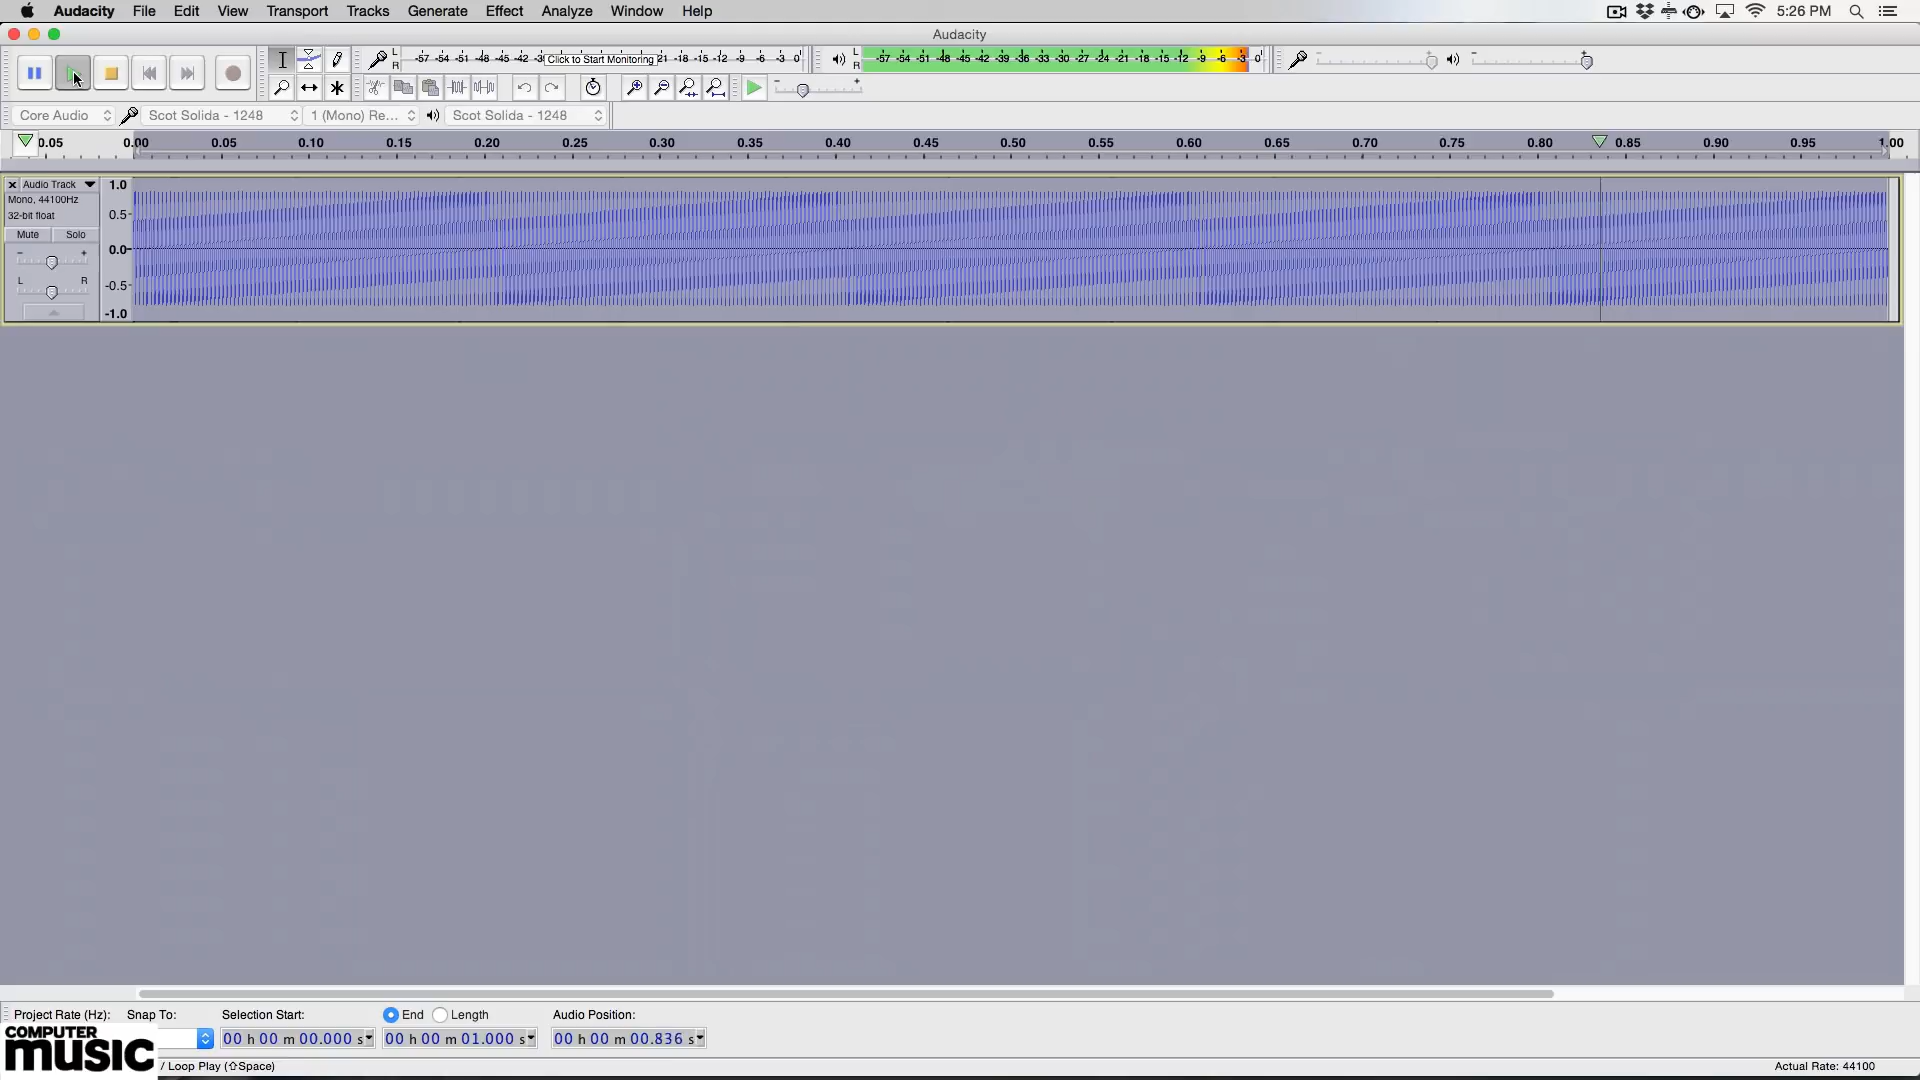 Audacity File Edit View Transport Tracks Generate Effect Analyze Window Help 5:26 PM
Audacity
L R -57 -54 -51 -48 -45 -42 -3 Click to Start Monitoring 21 -18 -15 -12 -9 -6 -3 0 L R -57 -54 -51 -48 -45 -42 -39 -36 -33 -30 -27 -24 -21 -18 -15 -12 -9 -6 -3 0
Core Audio Scot Solida - 1248 1 (Mono) Re... Scot Solida - 1248
0.05 0.00 0.05 0.10 0.15 0.20 0.25 0.30 0.35 0.40 0.45 0.50 0.55 0.60 0.65 0.70 0.75 0.80 0.85 0.90 0.95 1.00
Audio Track 1.0
Mono, 44100Hz
32-bit float 0.5
Mute Solo
0.0
L R -0.5
-1.0
Project Rate (Hz): Snap To: Selection Start: End Length Audio Position:
00 h 00 m 00.000 s 00 h 00 m 01.000 s 00 h 00 m 00.836 s
COMPUTER
music
/ Loop Play (⇧Space) Actual Rate: 44100